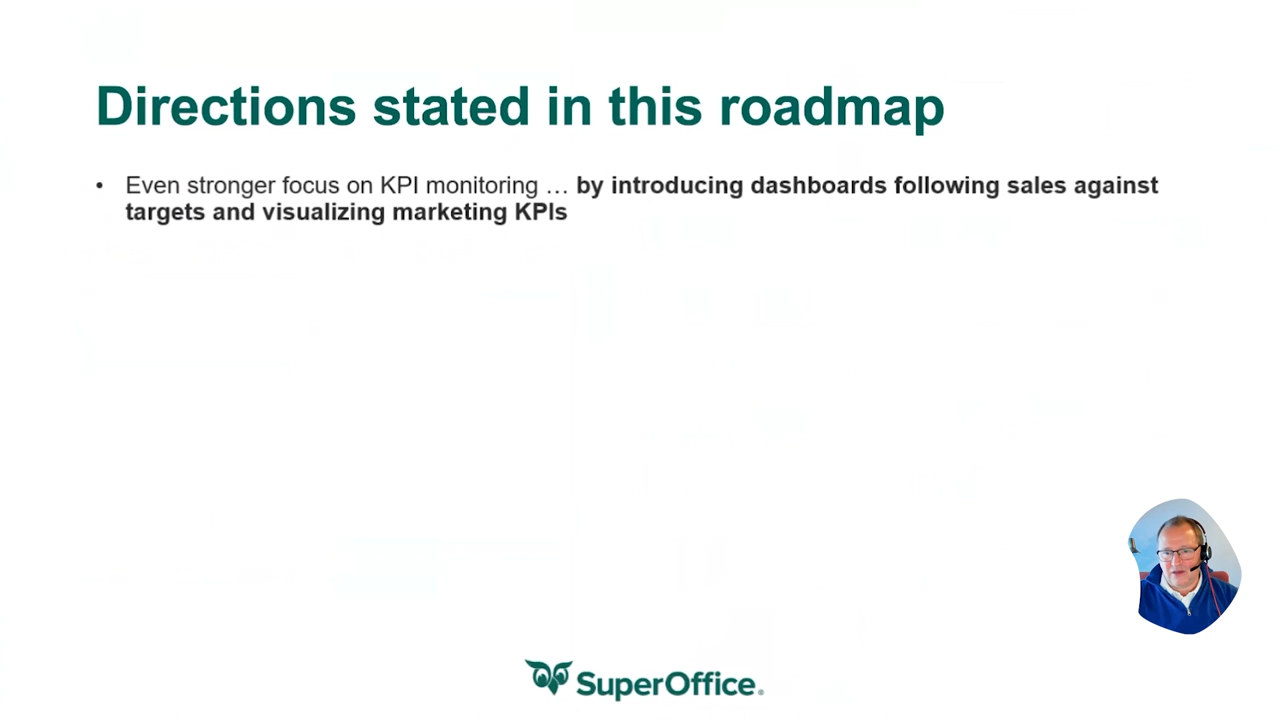 Directions stated in this roadmap
• Even stronger focus on KPI monitoring … by introducing dashboards following sales against
targets and visualizing marketing KPIs
SuperOffice.